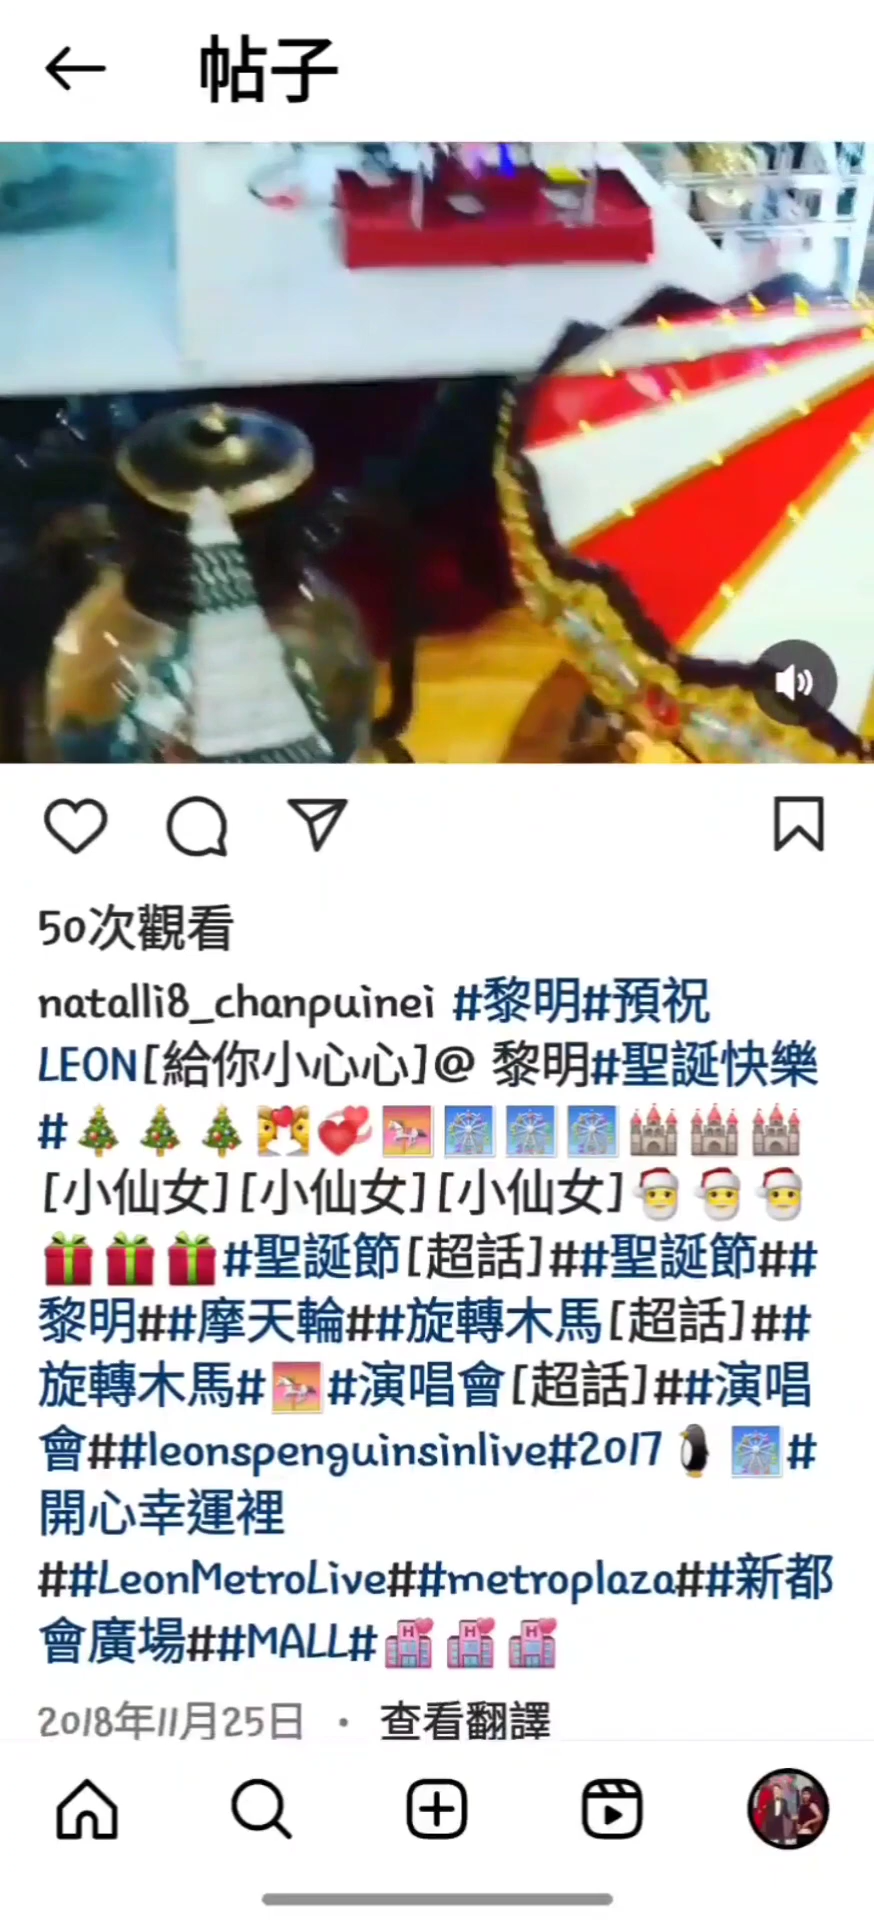 帖子
50次觀看
natalli8_chanpuinei #黎明#預祝
LEON[給你小心心]@ 黎明#聖誕快樂
#🎄🎄🎄💑💞🎠🎡🎡🎡🏰🏰🏰
[小仙女][小仙女][小仙女]🎅🎅🎅
🎁🎁🎁#聖誕節[超話]##聖誕節##
黎明##摩天輪##旋轉木馬[超話]##
旋轉木馬#🎠#演唱會[超話]##演唱
會##leonspenguinsinlive#2017🐧🎡#
開心幸運裡
##LeonMetroLive##metroplaza##新都
會廣場##MALL#🏩🏩🏩
2018年11月25日 · 查看翻譯